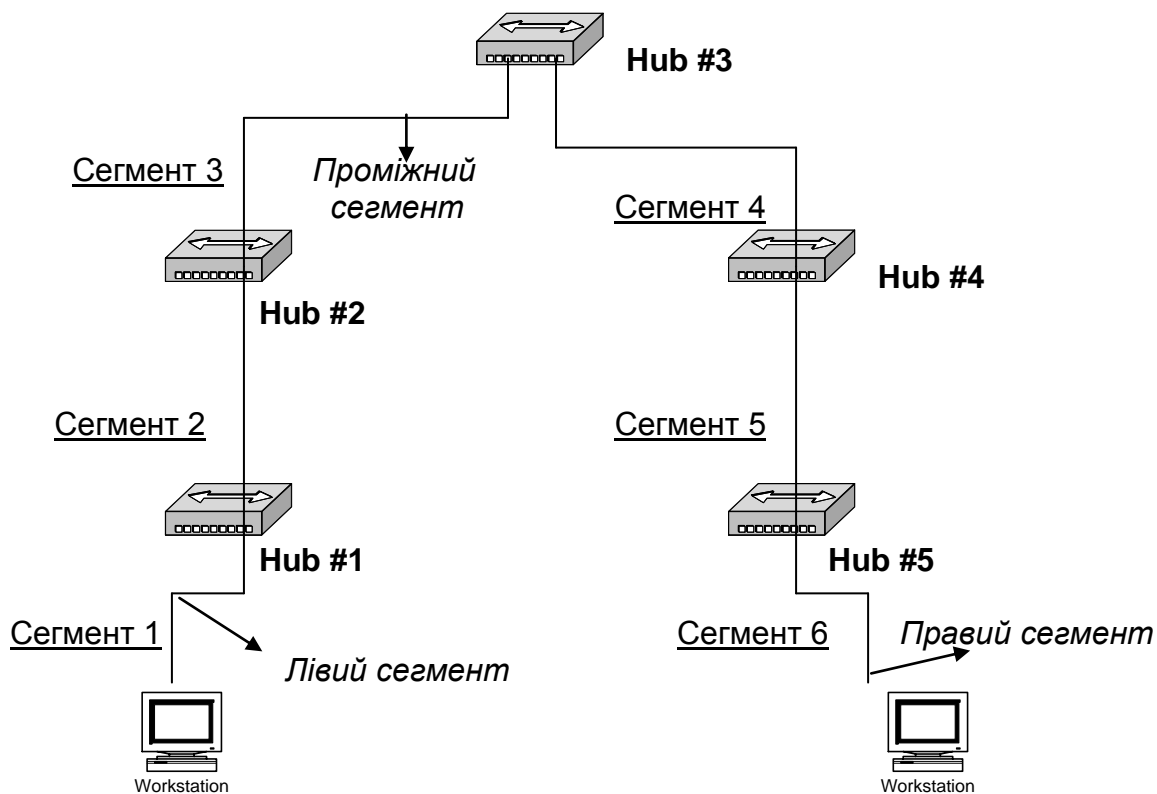 Hub #3
Сегмент 3
Проміжний
сегмент
Сегмент 4
Hub #2
Hub #4
Сегмент 2
Сегмент 5
Hub #1
Hub #5
Сегмент 1
Лівий сегмент
Сегмент 6
Правий сегмент
Workstation
Workstation